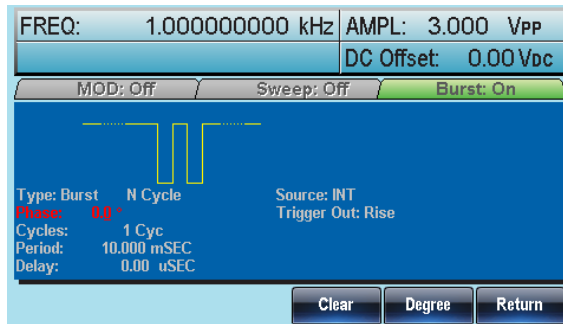 FREQ: 1.000000000 kHz AMPL: 3.000 VPP
DC Offset: 0.00 VDC
MOD: Off Sweep: Off Burst: On
Type: Burst N Cycle Source: INT
Phase: 0.0 ° Trigger Out: Rise
Cycles: 1 Cyc
Period: 10.000 mSEC
Delay: 0.00 uSEC
Clear Degree Return